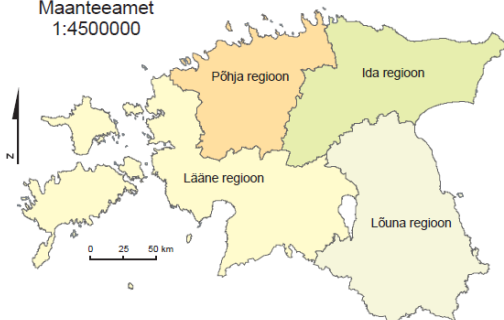 Maanteeamet
1:4500000
Põhja regioon
Ida regioon
Lääne regioon
Lõuna regioon
N
0 25 50 km